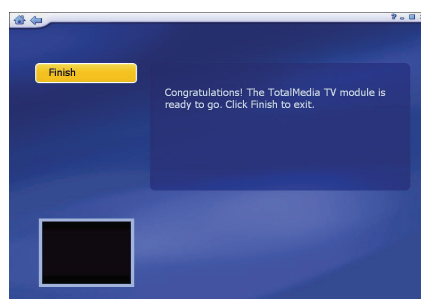 Finish
Congratulations! The TotalMedia TV module is
ready to go. Click Finish to exit.